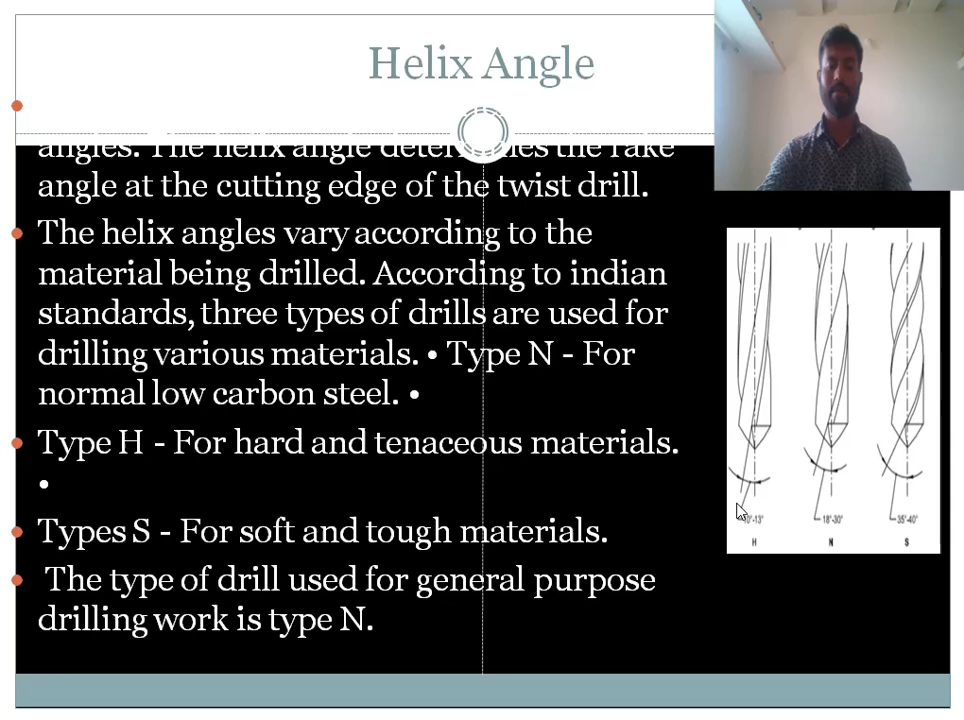 Helix Angle
angles. The helix angle determines the rake
angle at the cutting edge of the twist drill.
• The helix angles vary according to the
material being drilled. According to indian
standards, three types of drills are used for
drilling various materials. • Type N - For
normal low carbon steel. •
• Type H - For hard and tenaceous materials.
•
• Types S - For soft and tough materials.
• The type of drill used for general purpose
drilling work is type N.
18°-30° 35°-40°
H N S